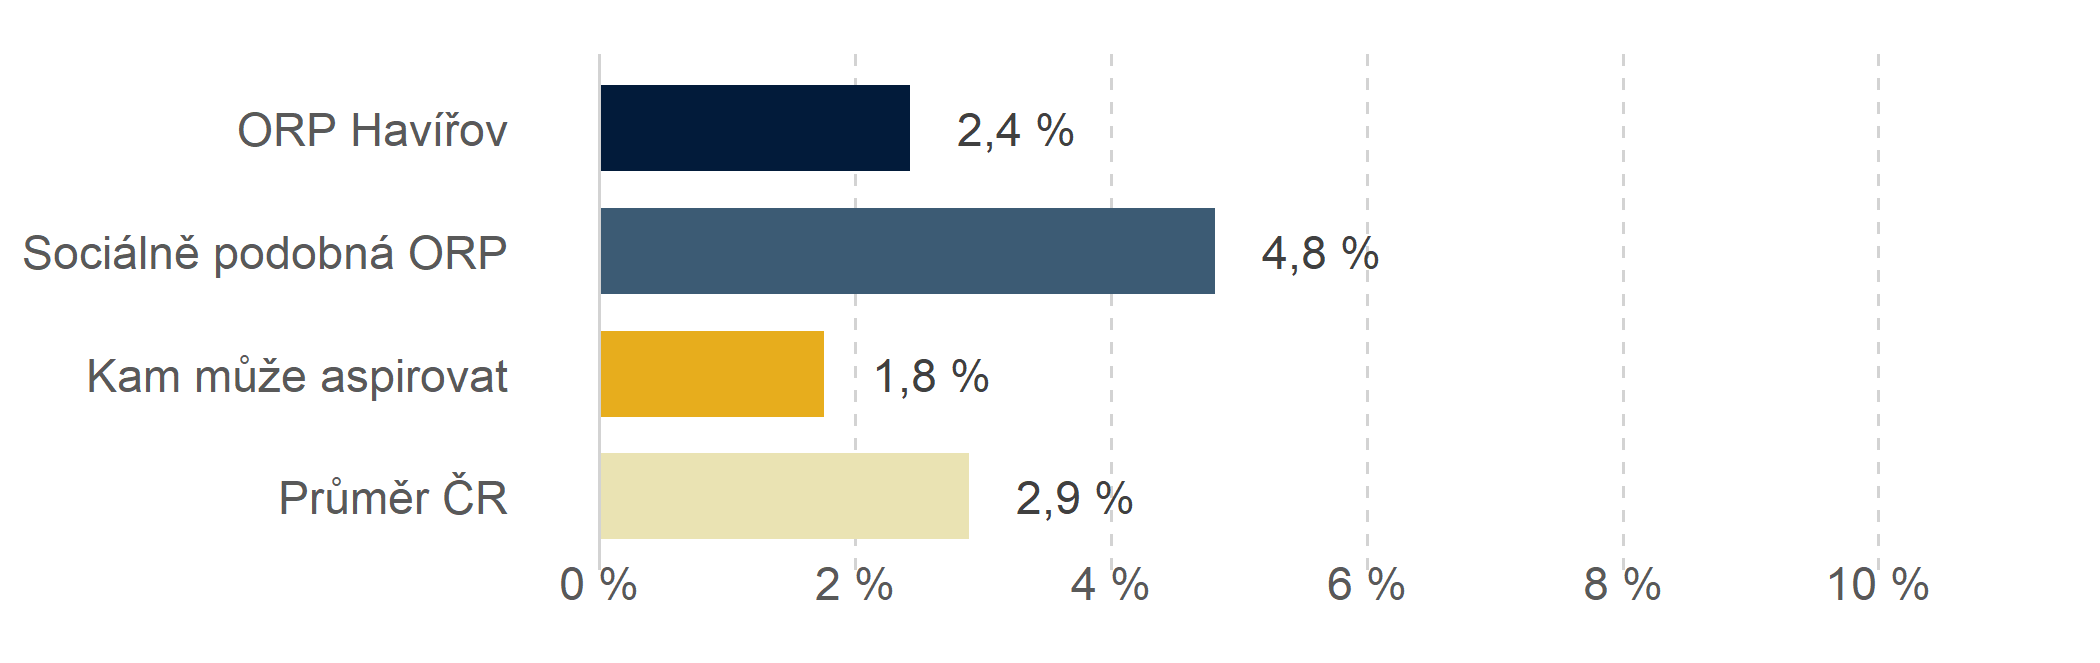 ORP Havířov
2,4 %
Sociálně podobná ORP
4,8 %
Kam může aspirovat
1,8 %
Průměr ČR
2,9 %
0 %
2 %
4 %
6 %
8 %
10 %